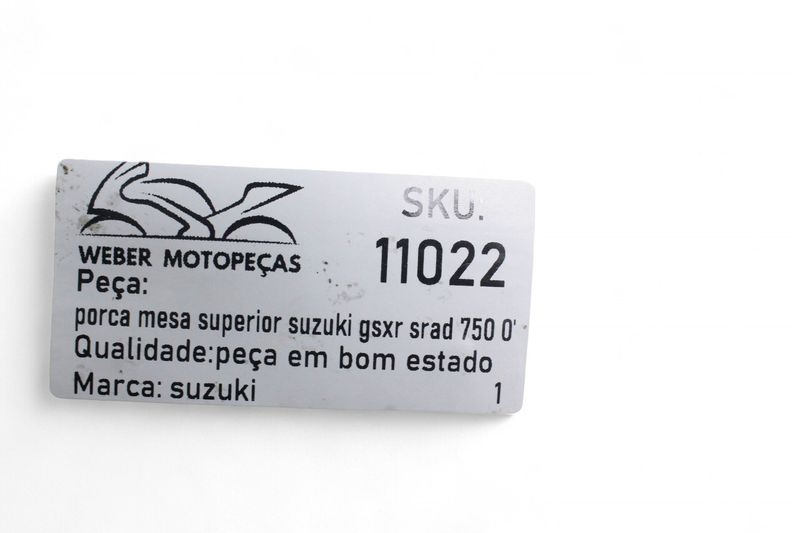 SKU.
11022
WEBER MOTOPEÇAS
Peça:
porca mesa superior suzuki gsxr srad 750 0'
Qualidade:peça em bom estado
Marca: suzuki 1